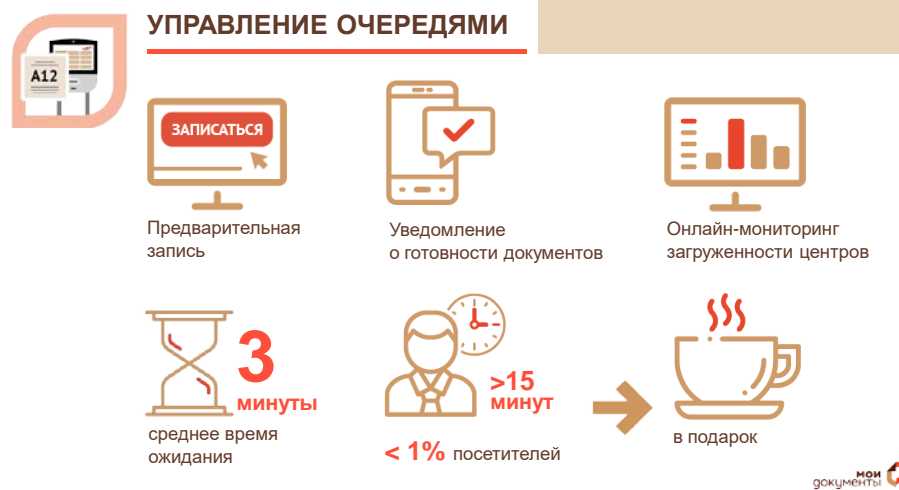 УПРАВЛЕНИЕ ОЧЕРЕДЯМИ
А12
ЗАПИСАТЬСЯ
Предварительная
запись
Уведомление
о готовности документов
Онлайн-мониторинг
загруженности центров
3
минуты
среднее время
ожидания
>15
минут
< 1% посетителей
в подарок
мои
документы